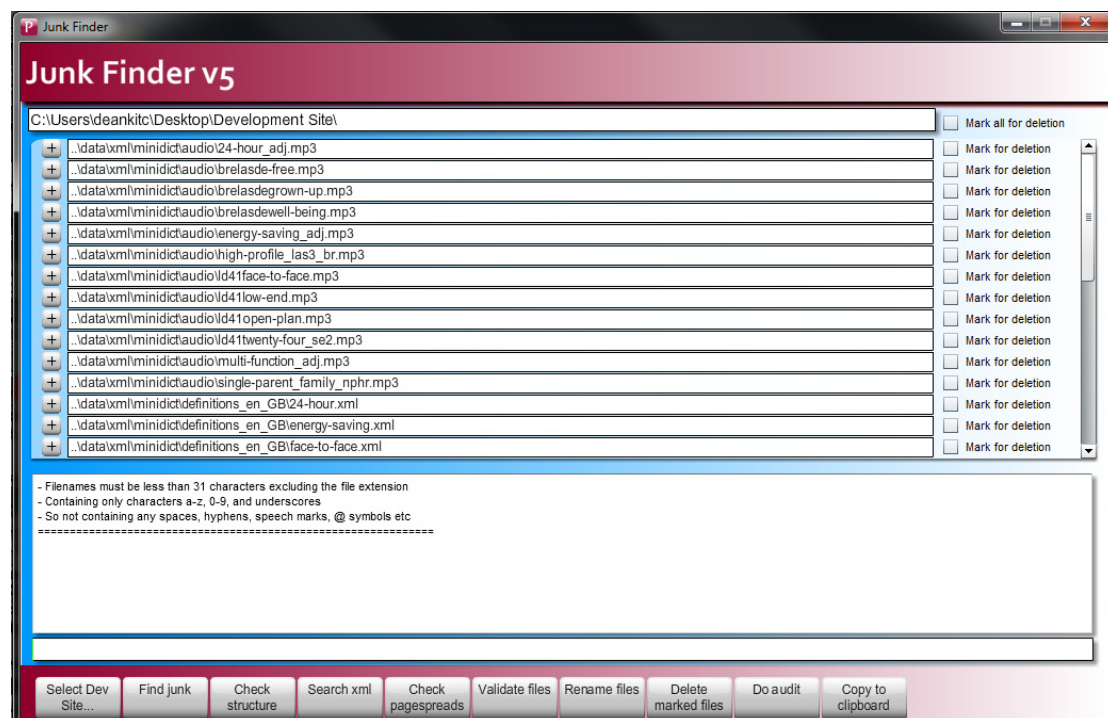 Junk Finder
Junk Finder v5
C:\Users\deankitc\Desktop\Development Site\
Mark all for deletion
+ ..\data\xml\minidict\audio\24-hour_adj.mp3 Mark for deletion
+ ..\data\xml\minidict\audio\brelasde-free.mp3 Mark for deletion
+ ..\data\xml\minidict\audio\brelasdegrown-up.mp3 Mark for deletion
+ ..\data\xml\minidict\audio\brelasdewell-being.mp3 Mark for deletion
+ ..\data\xml\minidict\audio\energy-saving_adj.mp3 Mark for deletion
+ ..\data\xml\minidict\audio\high-profile_las3_br.mp3 Mark for deletion
+ ..\data\xml\minidict\audio\ld41face-to-face.mp3 Mark for deletion
+ ..\data\xml\minidict\audio\ld41low-end.mp3 Mark for deletion
+ ..\data\xml\minidict\audio\ld41open-plan.mp3 Mark for deletion
+ ..\data\xml\minidict\audio\ld41twenty-four_se2.mp3 Mark for deletion
+ ..\data\xml\minidict\audio\multi-function_adj.mp3 Mark for deletion
+ ..\data\xml\minidict\audio\single-parent_family_nphr.mp3 Mark for deletion
+ ..\data\xml\minidict\definitions_en_GB\24-hour.xml Mark for deletion
+ ..\data\xml\minidict\definitions_en_GB\energy-saving.xml Mark for deletion
+ ..\data\xml\minidict\definitions_en_GB\face-to-face.xml Mark for deletion
- Filenames must be less than 31 characters excluding the file extension
- Containing only characters a-z, 0-9, and underscores
- So not containing any spaces, hyphens, speech marks, @ symbols etc
==================================================================
Select Dev Site...
Find junk
Check structure
Search xml
Check pagespreads
Validate files
Rename files
Delete marked files
Do audit
Copy to clipboard